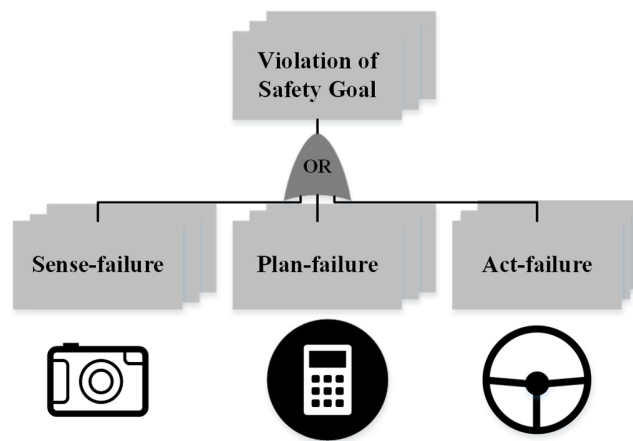 Violation of
Safety Goal
OR
Sense-failure
Plan-failure
Act-failure